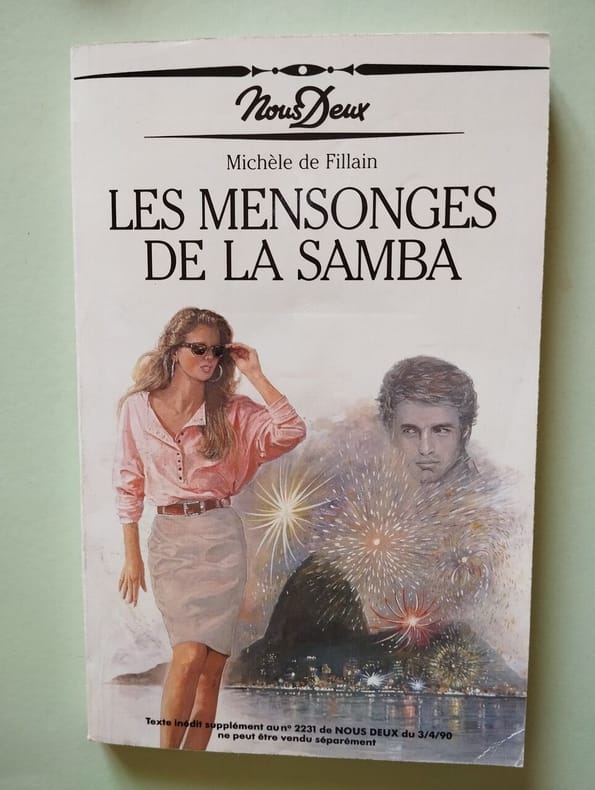 Nous Deux
Michèle de Fillain
LES MENSONGES
DE LA SAMBA
Texte inédit supplément au n° 2231 de NOUS DEUX du 3/4/90
ne peut être vendu séparément